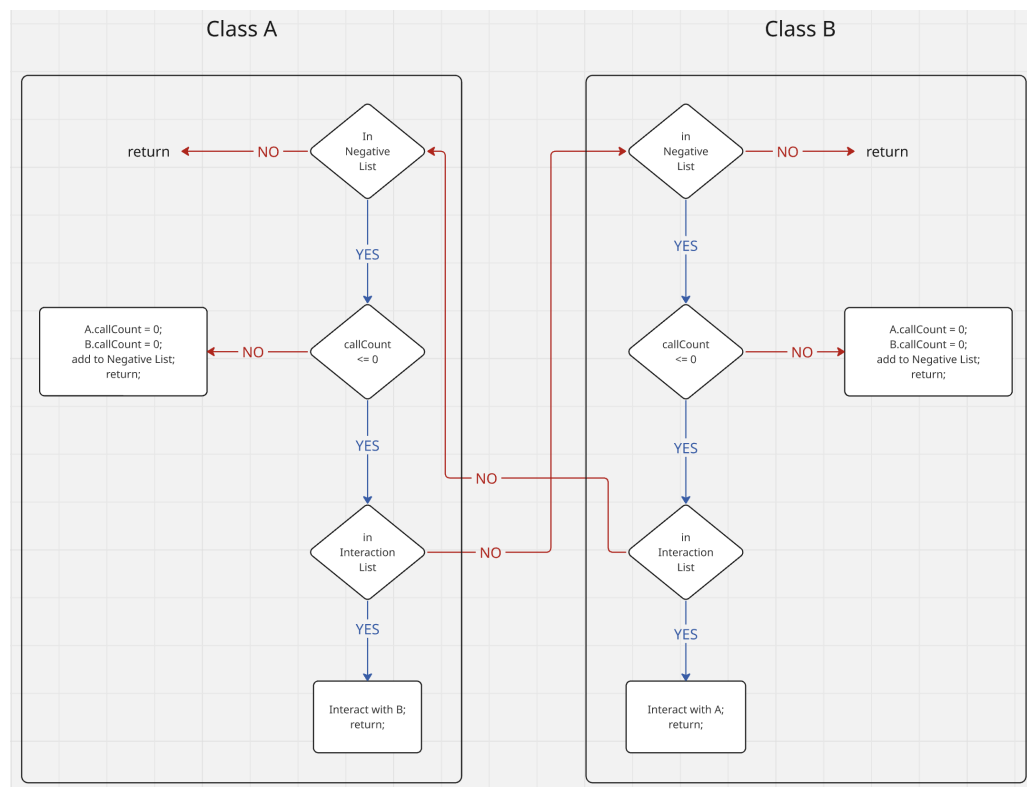 Class A
Class B
In
Negative
List
NO
return
YES
callCount
<= 0
NO
A.callCount = 0;
B.callCount = 0;
add to Negative List;
return;
YES
in
Interaction
List
NO
YES
Interact with B;
return;
in
Negative
List
NO
return
YES
callCount
<= 0
NO
A.callCount = 0;
B.callCount = 0;
add to Negative List;
return;
YES
in
Interaction
List
NO
YES
Interact with A;
return;